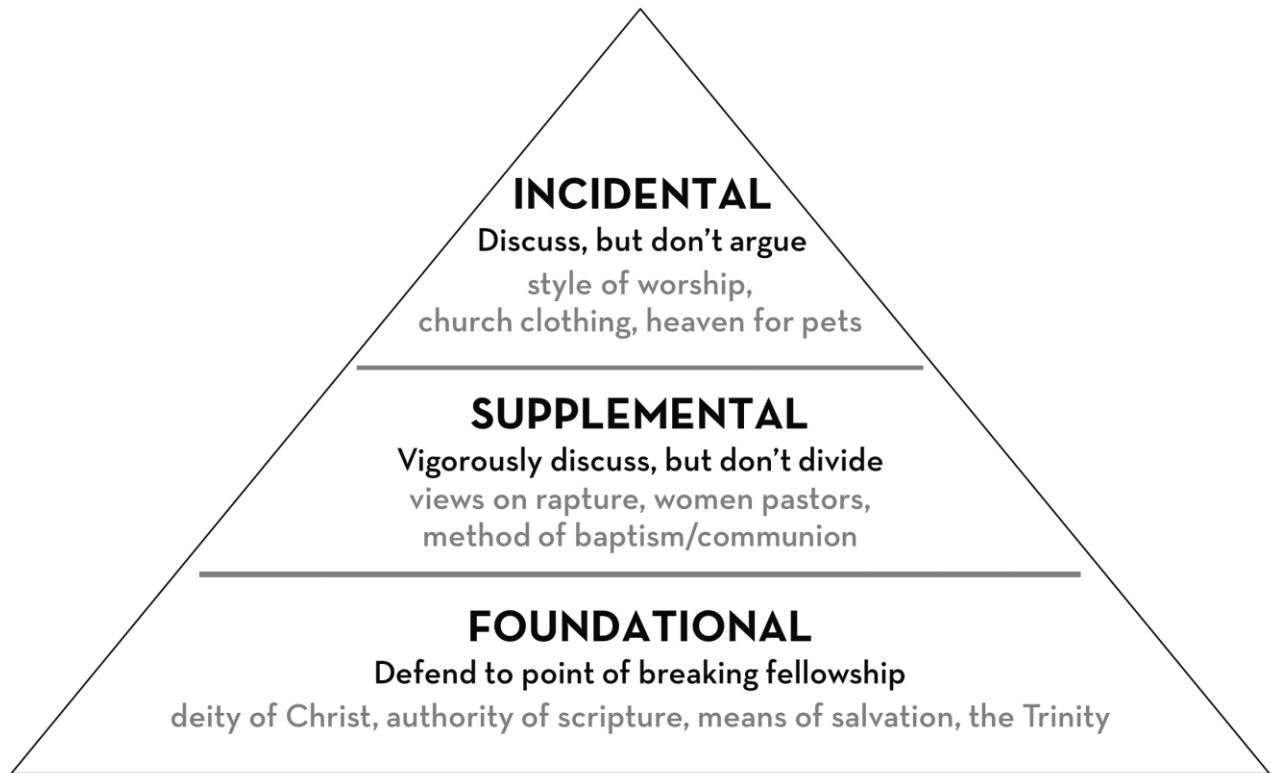 INCIDENTAL
Discuss, but don't argue
style of worship,
church clothing, heaven for pets
SUPPLEMENTAL
Vigorously discuss, but don't divide
views on rapture, women pastors,
method of baptism/communion
FOUNDATIONAL
Defend to point of breaking fellowship
deity of Christ, authority of scripture, means of salvation, the Trinity